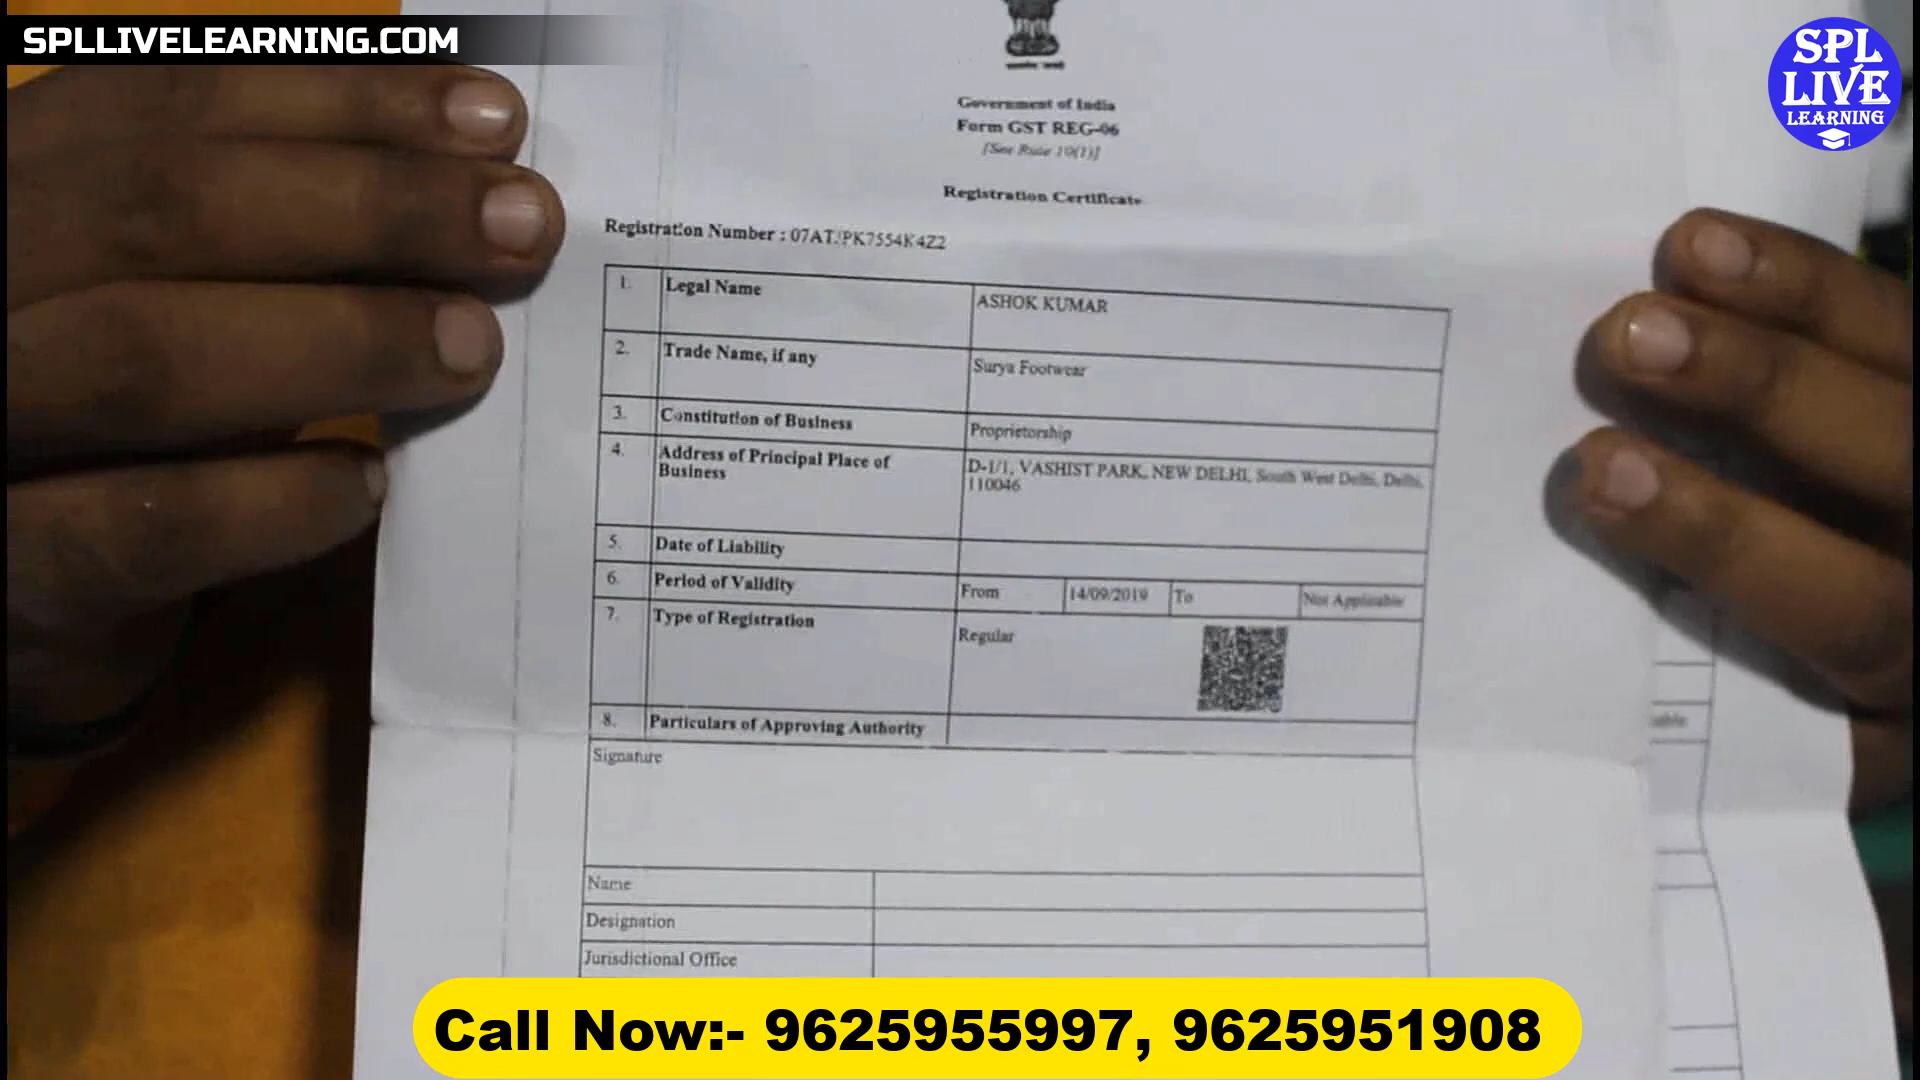 SPLLIVELEARNING.COM
SPL
LIVE
LEARNING
Government of India
Form GST REG-06
[See Rule 10(1)]
Registration Certificate
Registration Number :
1. Legal Name ASHOK KUMAR
2. Trade Name, if any Surya Footwear
3. Constitution of Business Proprietorship
4. Address of Principal Place of
Business
D-1/1, VASHIST PARK, NEW DELHI, South West Delhi, Delhi,
110046
5. Date of Liability
6. Period of Validity From 14/09/2019 To Not Applicable
7. Type of Registration Regular
8. Particulars of Approving Authority
Signature
Name
Designation
Jurisdictional Office
Call Now:- 9625955997, 9625951908